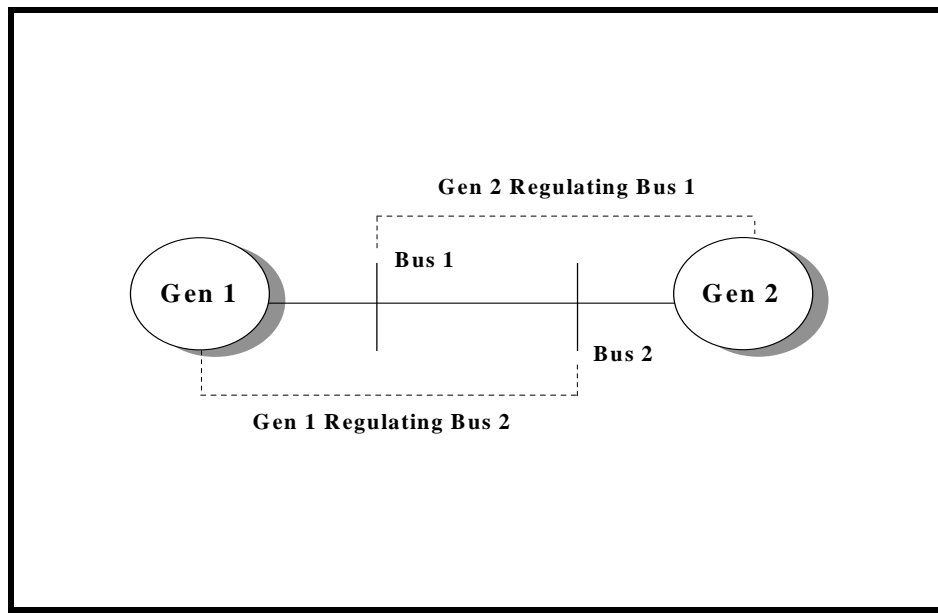 Gen 2 Regulating Bus 1
Bus 1
Gen 1
Gen 2
Bus 2
Gen 1 Regulating Bus 2